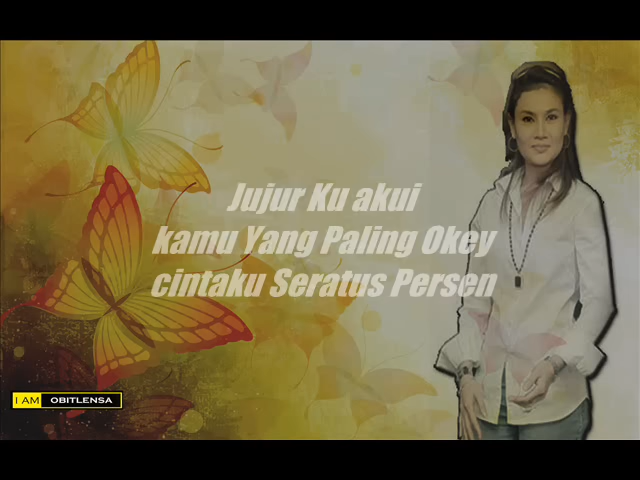 Jujur Ku akui
kamu Yang Paling Okey
cintaku Seratus Persen
I AM OBITLENSA